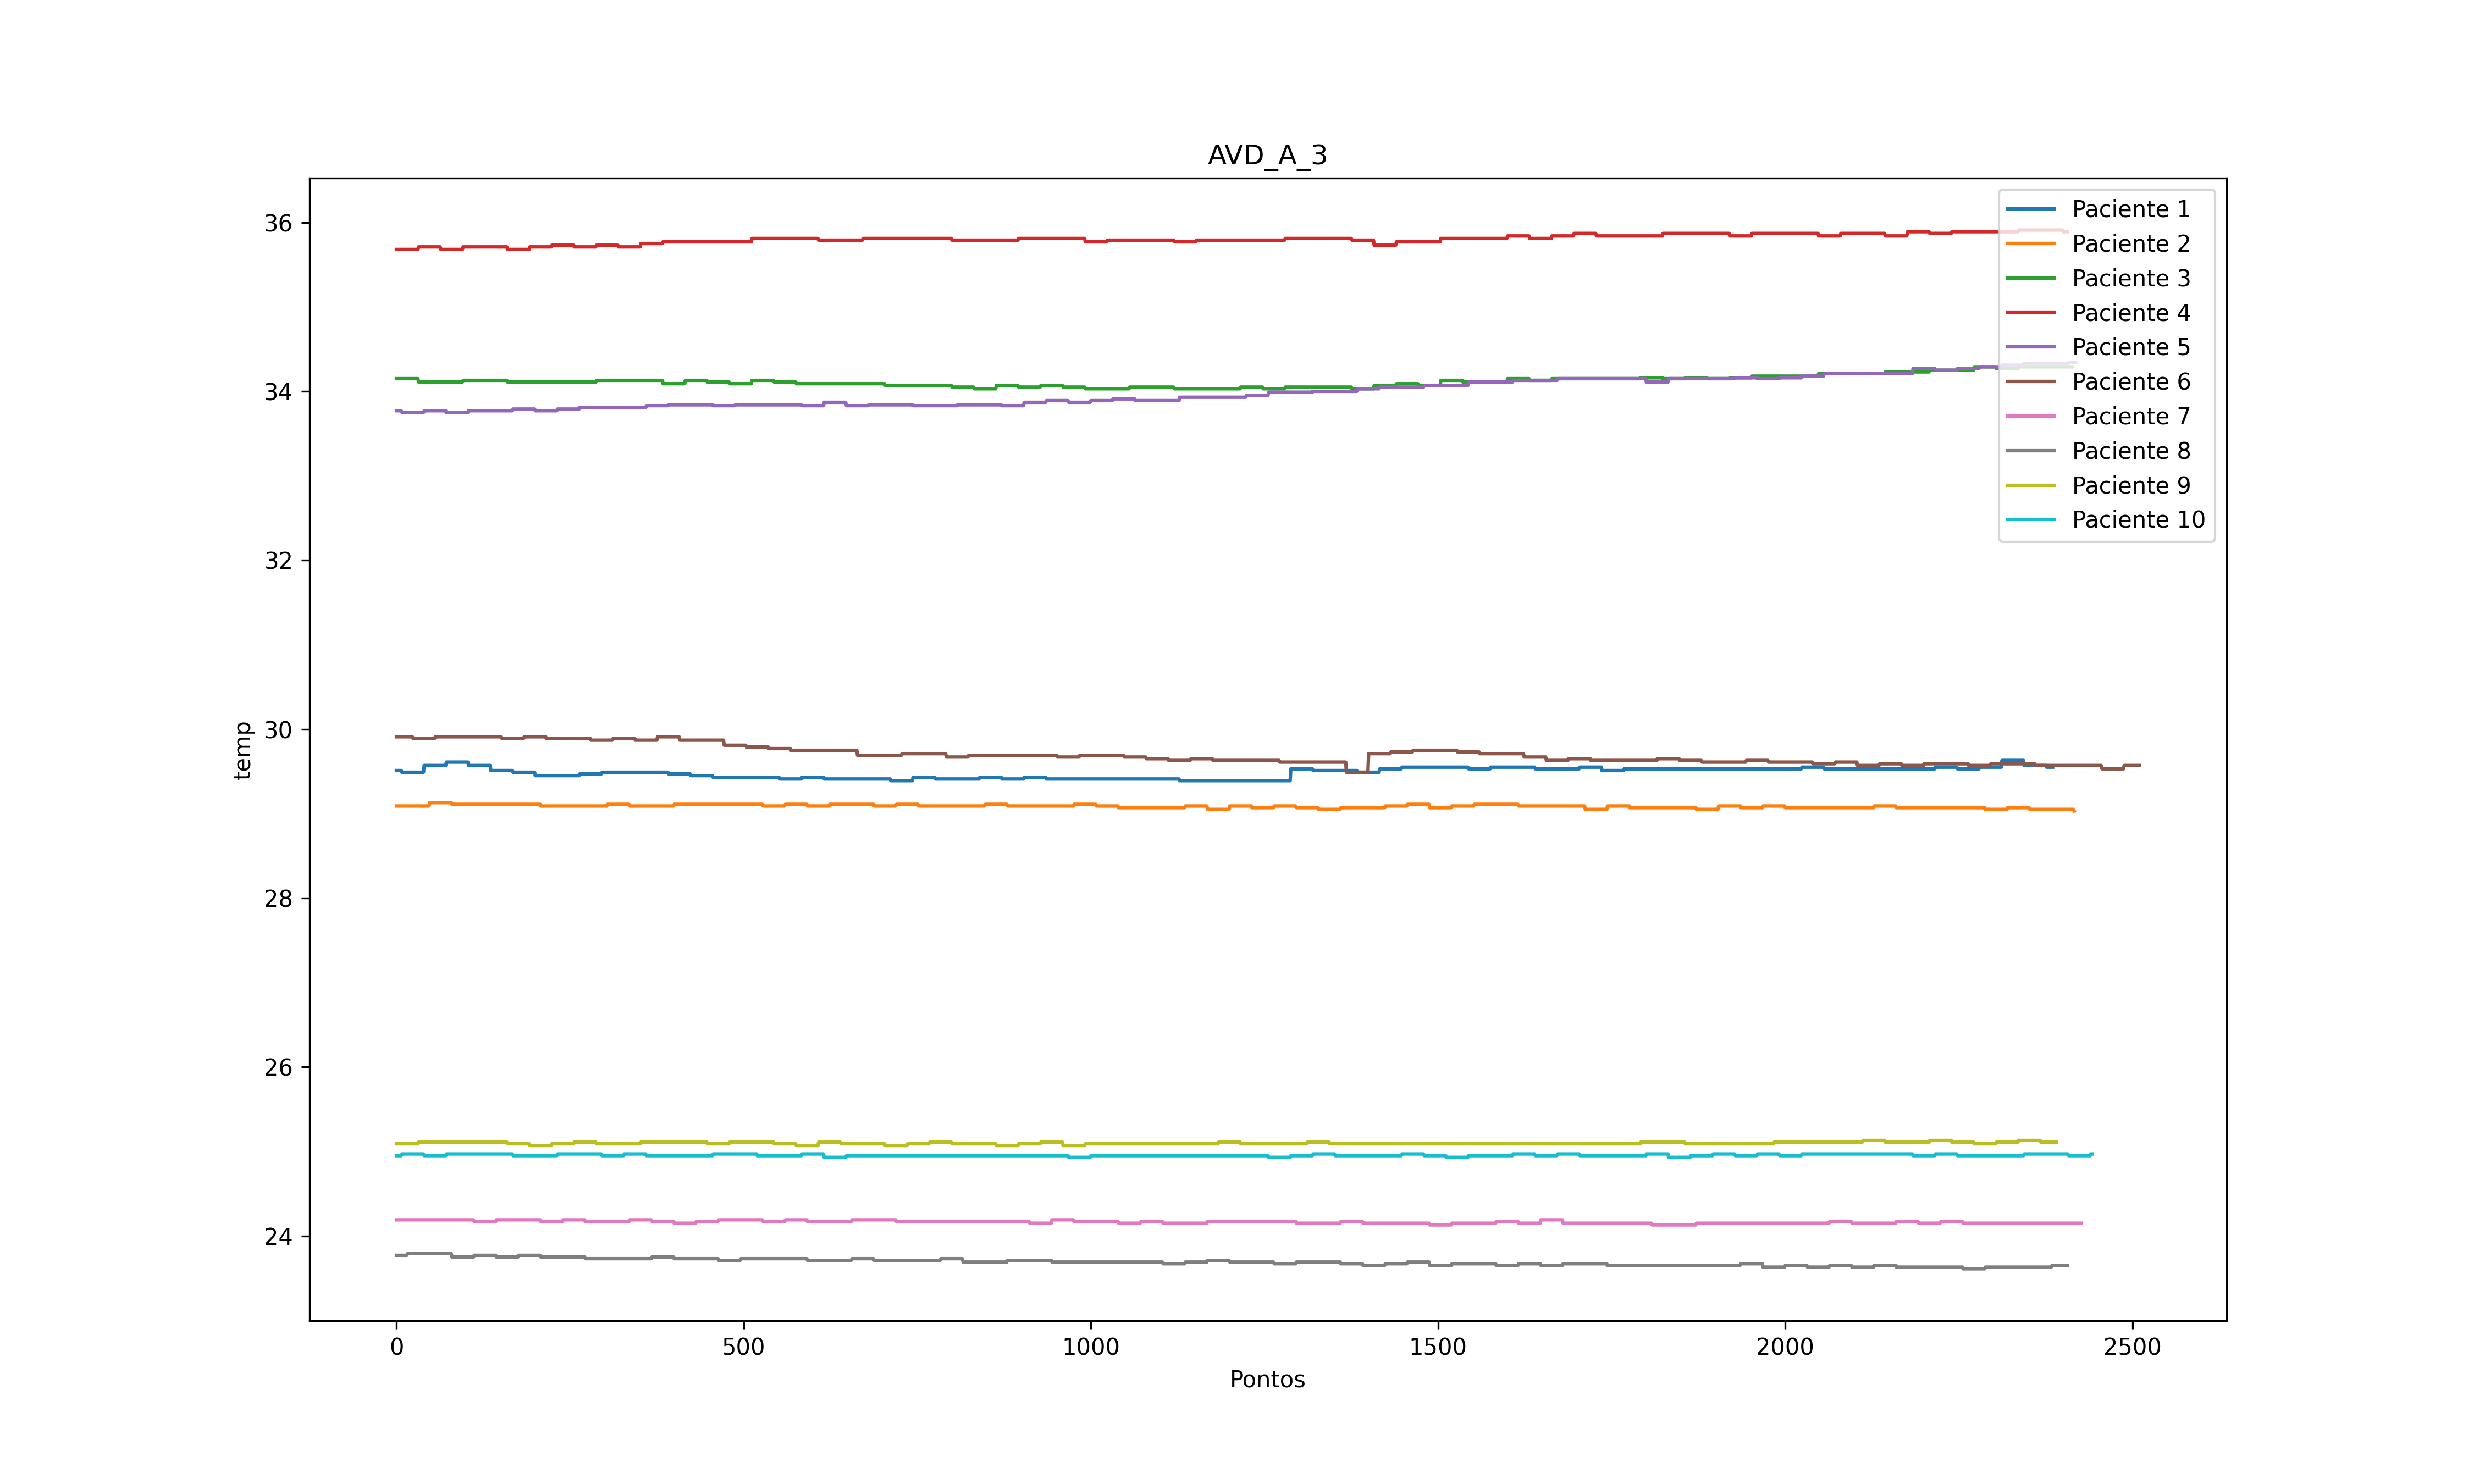 AVD_A_3
36
34
32
30
28
26
24
temp
0 500 1000 1500 2000 2500
Pontos
Paciente 1
Paciente 2
Paciente 3
Paciente 4
Paciente 5
Paciente 6
Paciente 7
Paciente 8
Paciente 9
Paciente 10